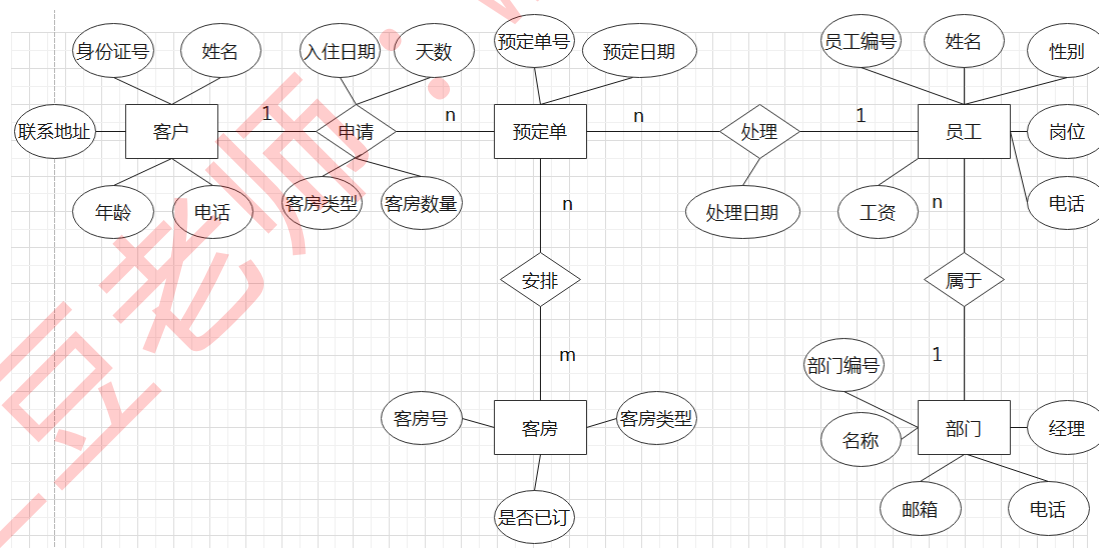 身份证号
姓名
入住日期
天数
预定单号
预定日期
员工编号
姓名
性别
联系地址
客户
1
申请
n
预定单
n
处理
1
员工
岗位
年龄
电话
客房类型
客房数量
n
处理日期
工资
n
电话
安排
属于
m
1
部门编号
客房号
客房
客房类型
名称
部门
经理
是否已订
邮箱
电话
豆老师